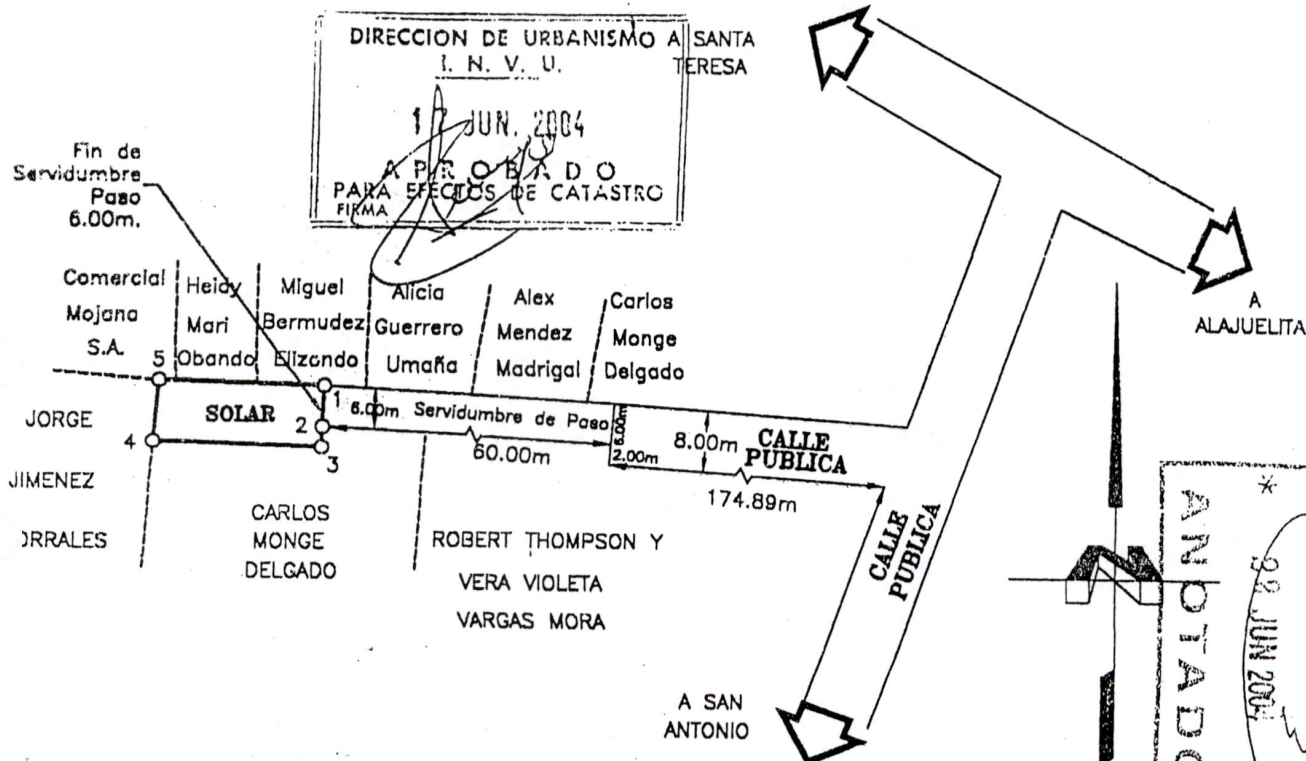 DIRECCION DE URBANISMO
I. N. V. U.
JUN. 2004
APROBADO
PARA EFECTOS DE CATASTRO
FIRMA
A SANTA
TERESA
Fin de
Servidumbre
Paso
6.00m.
Comercial
Mojana
S.A.
Heidy
Mari
Obando
Miguel
Bermudez
Elizondo
Alicia
Guerrero
Umaña
Alex
Mendez
Madrigal
Carlos
Monge
Delgado
A
ALAJUELITA
5
1
2
3
4
SOLAR
6.00m.
Servidumbre de Paso
6.00m
60.00m
2.00m
8.00m
CALLE
PUBLICA
174.89m
JORGE
JIMENEZ
ORRALES
CARLOS
MONGE
DELGADO
ROBERT THOMPSON Y
VERA VIOLETA
VARGAS MORA
CALLE
PUBLICA
A SAN
ANTONIO
N
*
22 JUN 2004
ANOTADO